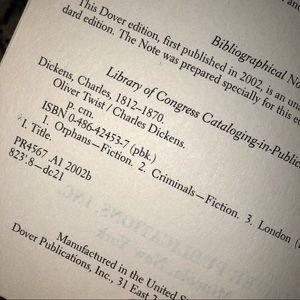 and
Bibliographical No
This Dover edition, first published in 2002, is an un
dard edition. The Note was prepared specially for this e
Library of Congress Cataloging-in-Public
Dickens, Charles, 1812–1870.
Oliver Twist / Charles Dickens.
p. cm.
ISBN 0-486-42453-7 (pbk.)
1. Orphans—Fiction. 2. Criminals—Fiction. 3. London (
I. Title.
PR4567 .A1 2002b
823'.8—dc21
Manufactured in the United S
Dover Publications, Inc., 31 East